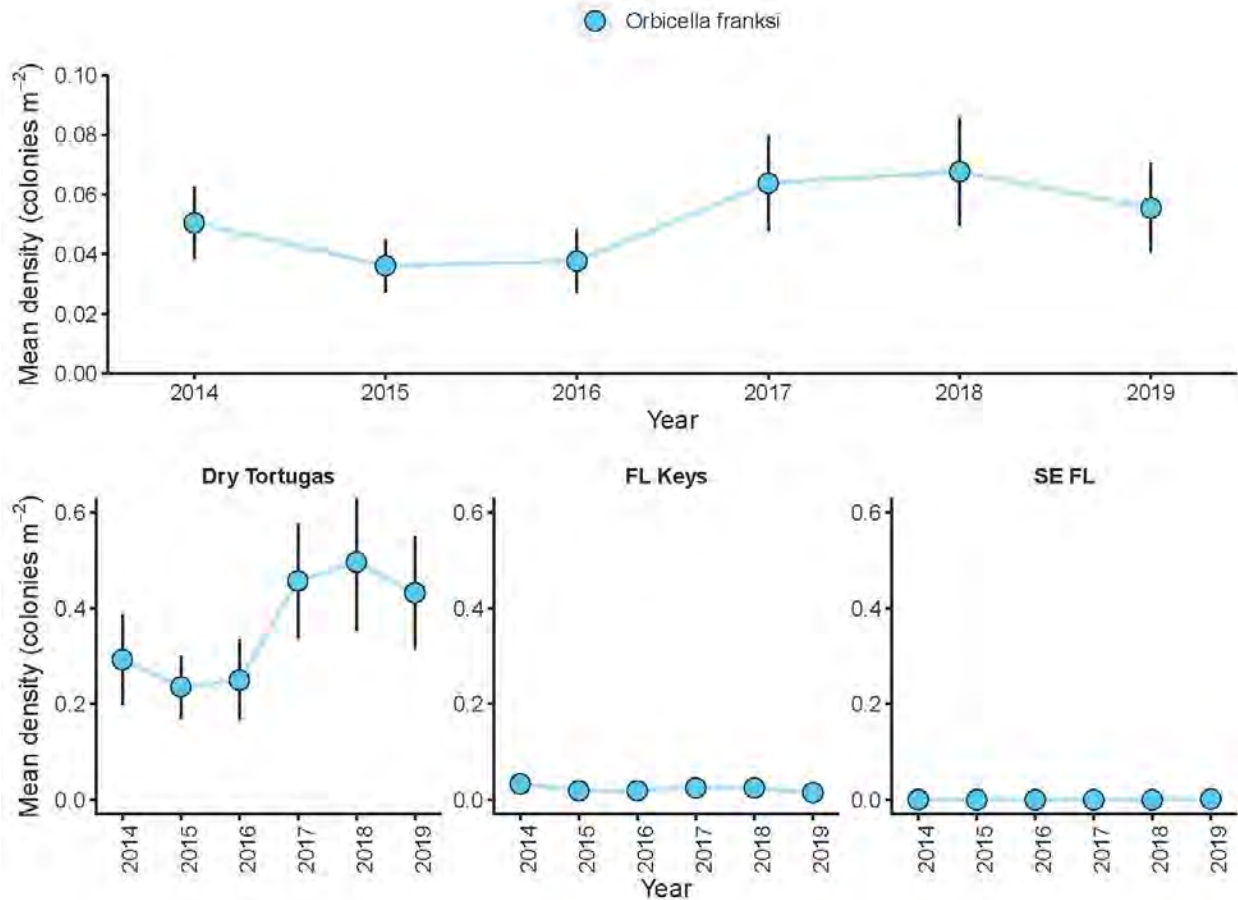 Orbicella franksi
Mean density (colonies m⁻²)
0.10
0.08
0.06
0.04
0.02
0.00
2014 2015 2016 2017 2018 2019
Year
Dry Tortugas FL Keys SE FL
Mean density (colonies m⁻²)
0.6 0.6 0.6
0.4 0.4 0.4
0.2 0.2 0.2
0.0 0.0 0.0
2014 2015 2016 2017 2018 2019 2014 2015 2016 2017 2018 2019 2014 2015 2016 2017 2018 2019
Year